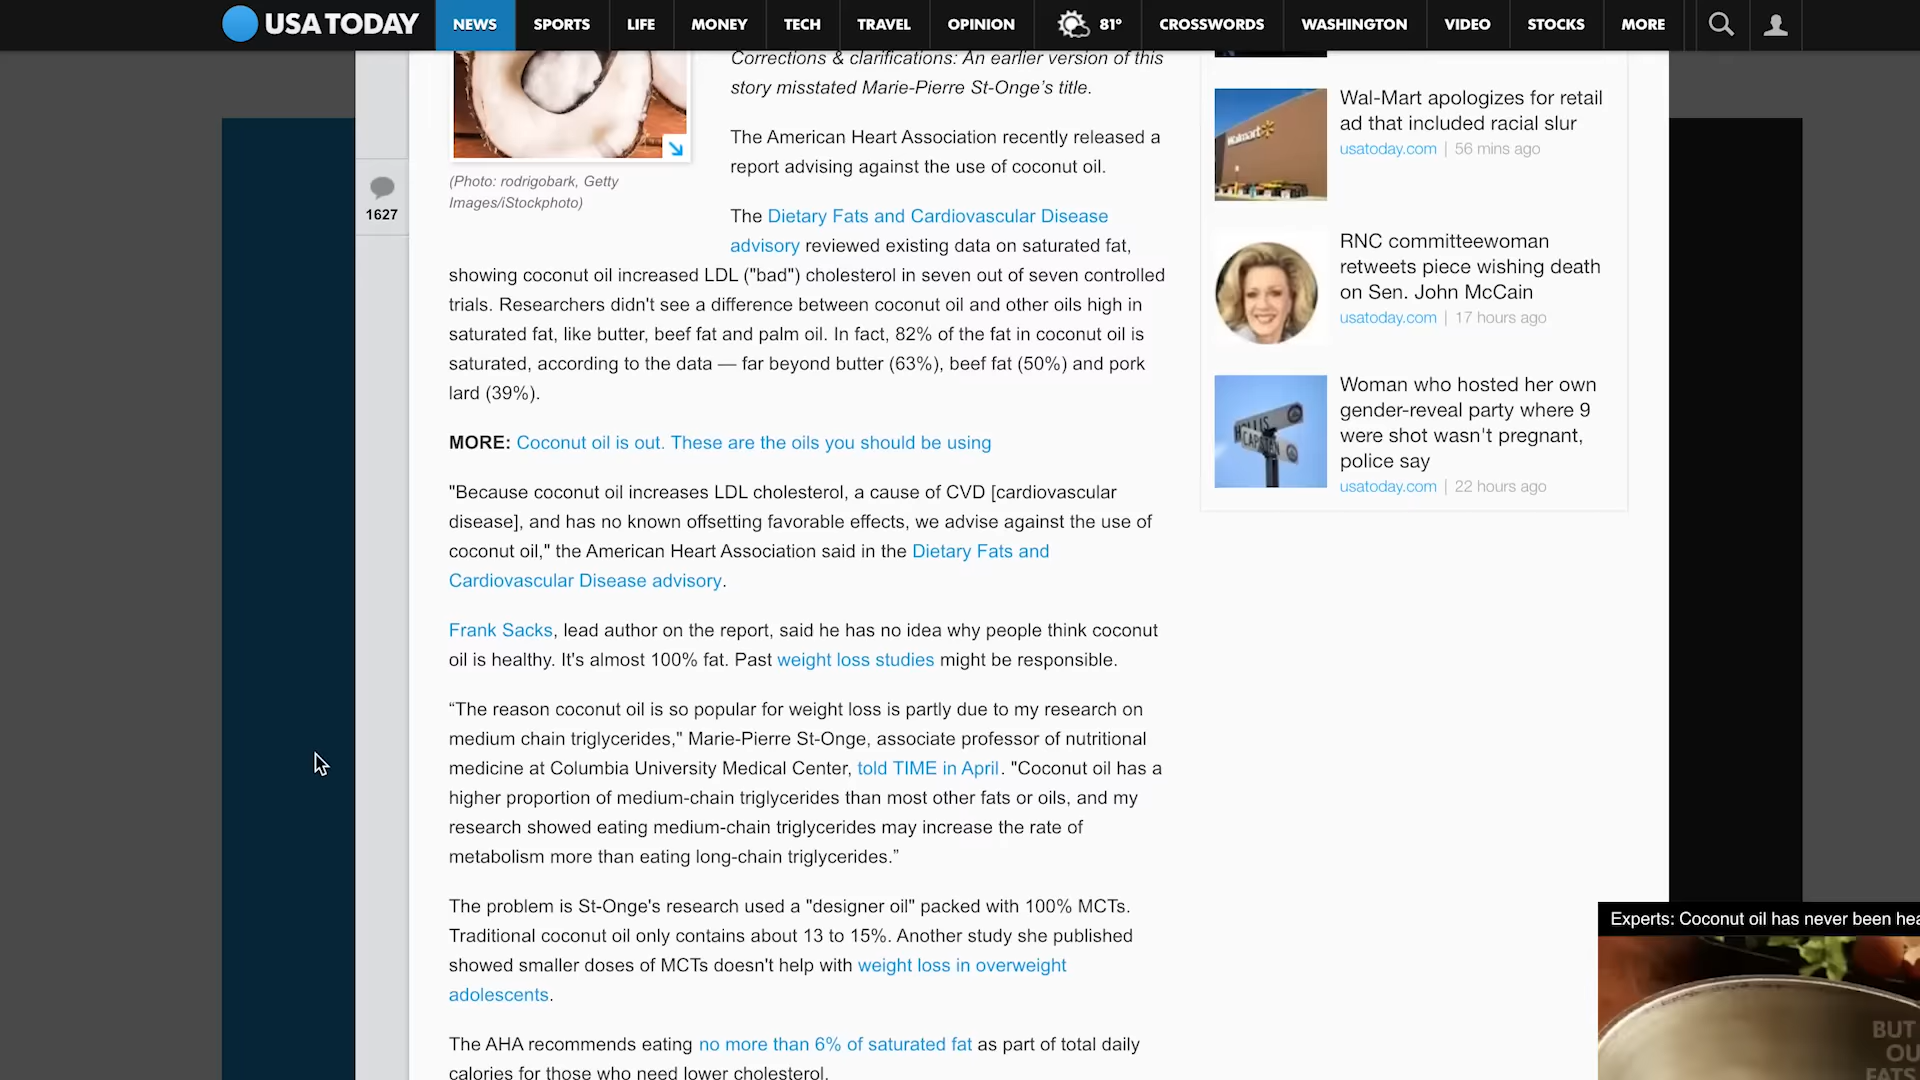 USA TODAY
NEWS
SPORTS
LIFE
MONEY
TECH
TRAVEL
OPINION
81°
CROSSWORDS
WASHINGTON
VIDEO
STOCKS
MORE
1627
(Photo: rodrigobark, Getty
Images/iStockphoto)
Corrections & clarifications: An earlier version of this
story misstated Marie-Pierre St-Onge's title.
The American Heart Association recently released a
report advising against the use of coconut oil.
The Dietary Fats and Cardiovascular Disease
advisory reviewed existing data on saturated fat,
showing coconut oil increased LDL ("bad") cholesterol in seven out of seven controlled
trials. Researchers didn't see a difference between coconut oil and other oils high in
saturated fat, like butter, beef fat and palm oil. In fact, 82% of the fat in coconut oil is
saturated, according to the data — far beyond butter (63%), beef fat (50%) and pork
lard (39%).
MORE: Coconut oil is out. These are the oils you should be using
"Because coconut oil increases LDL cholesterol, a cause of CVD [cardiovascular
disease], and has no known offsetting favorable effects, we advise against the use of
coconut oil," the American Heart Association said in the Dietary Fats and
Cardiovascular Disease advisory.
Frank Sacks, lead author on the report, said he has no idea why people think coconut
oil is healthy. It's almost 100% fat. Past weight loss studies might be responsible.
“The reason coconut oil is so popular for weight loss is partly due to my research on
medium chain triglycerides," Marie-Pierre St-Onge, associate professor of nutritional
medicine at Columbia University Medical Center, told TIME in April. "Coconut oil has a
higher proportion of medium-chain triglycerides than most other fats or oils, and my
research showed eating medium-chain triglycerides may increase the rate of
metabolism more than eating long-chain triglycerides.”
The problem is St-Onge's research used a "designer oil" packed with 100% MCTs.
Traditional coconut oil only contains about 13 to 15%. Another study she published
showed smaller doses of MCTs doesn't help with weight loss in overweight
adolescents.
The AHA recommends eating no more than 6% of saturated fat as part of total daily
calories for those who need lower cholesterol.
Wal-Mart apologizes for retail
ad that included racial slur
usatoday.com | 56 mins ago
RNC committeewoman
retweets piece wishing death
on Sen. John McCain
usatoday.com | 17 hours ago
Woman who hosted her own
gender-reveal party where 9
were shot wasn't pregnant,
police say
usatoday.com | 22 hours ago
Walmart
HOLLIS
CAPSTAN
Experts: Coconut oil has never been hea
BUT
OU
FATS